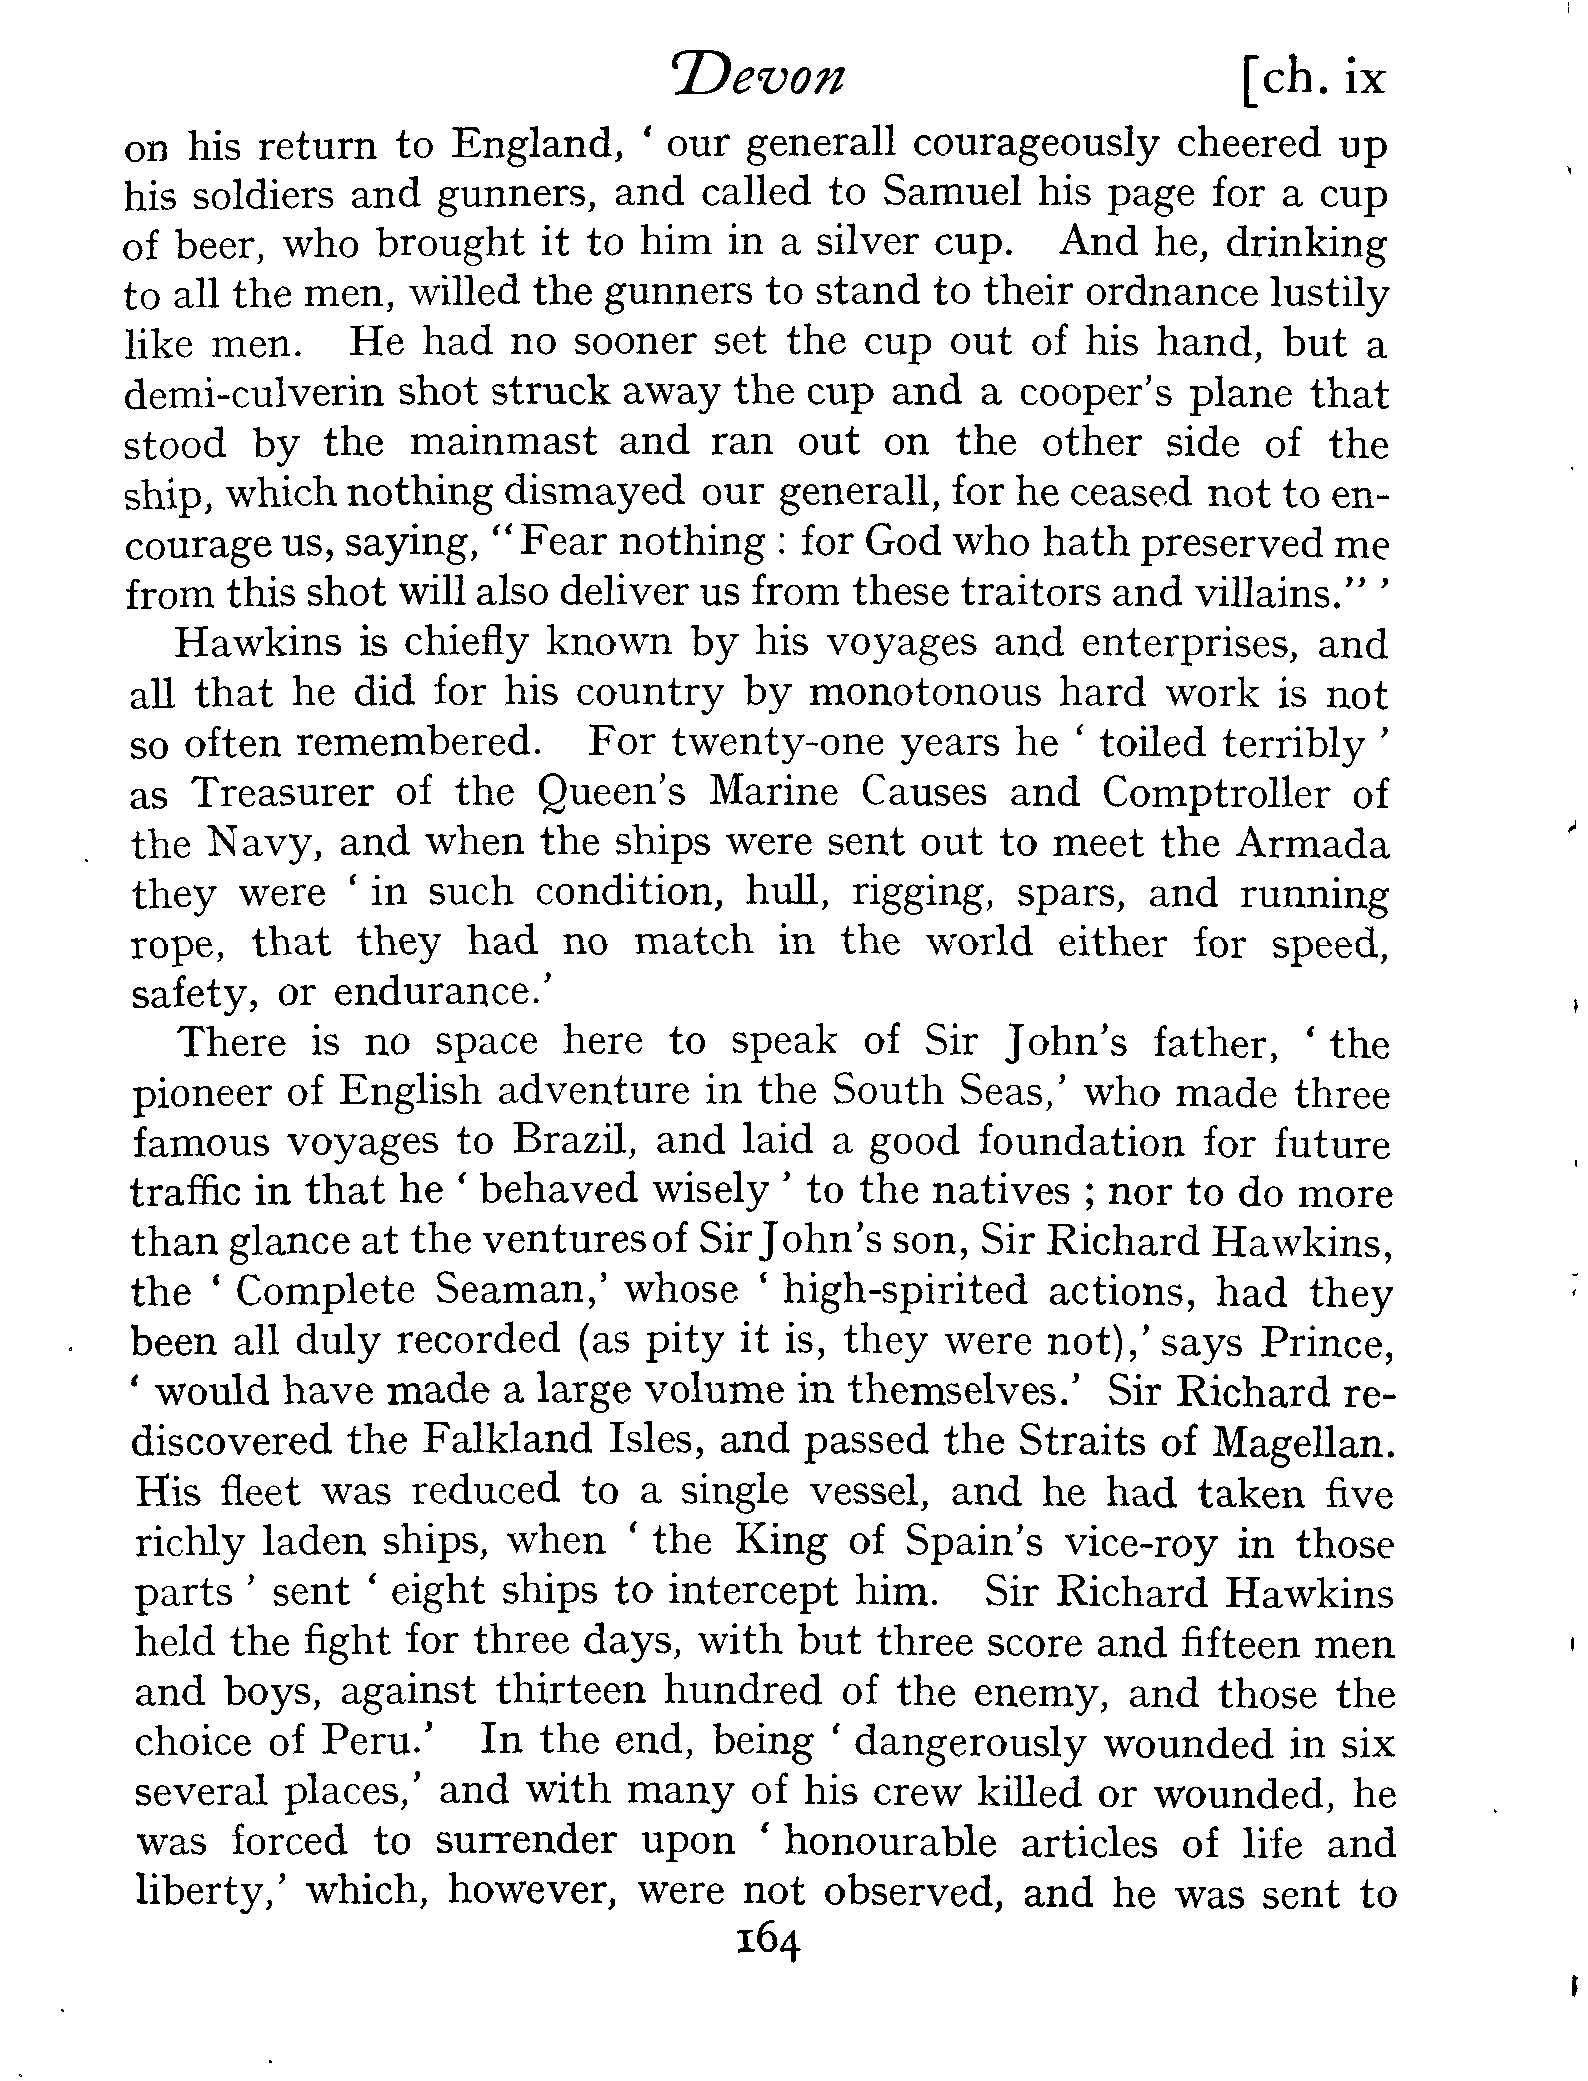 Devon [ch. ix
on his return to England, ‘ our generall courageously cheered up
his soldiers and gunners, and called to Samuel his page for a cup
of beer, who brought it to him in a silver cup. And he, drinking
to all the men, willed the gunners to stand to their ordnance lustily
like men. He had no sooner set the cup out of his hand, but a
demi-culverin shot struck away the cup and a cooper's plane that
stood by the mainmast and ran out on the other side of the
ship, which nothing dismayed our generall, for he ceased not to en-
courage us, saying, “Fear nothing : for God who hath preserved me
from this shot will also deliver us from these traitors and villains.” ’
Hawkins is chiefly known by his voyages and enterprises, and
all that he did for his country by monotonous hard work is not
so often remembered. For twenty-one years he ‘ toiled terribly ’
as Treasurer of the Queen's Marine Causes and Comptroller of
the Navy, and when the ships were sent out to meet the Armada
they were ‘ in such condition, hull, rigging, spars, and running
rope, that they had no match in the world either for speed,
safety, or endurance.’
There is no space here to speak of Sir John's father, ‘ the
pioneer of English adventure in the South Seas,’ who made three
famous voyages to Brazil, and laid a good foundation for future
traffic in that he ‘ behaved wisely ’ to the natives ; nor to do more
than glance at the ventures of Sir John's son, Sir Richard Hawkins,
the ‘ Complete Seaman,’ whose ‘ high-spirited actions, had they
been all duly recorded (as pity it is, they were not),’ says Prince,
‘ would have made a large volume in themselves.’ Sir Richard re-
discovered the Falkland Isles, and passed the Straits of Magellan.
His fleet was reduced to a single vessel, and he had taken five
richly laden ships, when ‘ the King of Spain's vice-roy in those
parts ’ sent ‘ eight ships to intercept him. Sir Richard Hawkins
held the fight for three days, with but three score and fifteen men
and boys, against thirteen hundred of the enemy, and those the
choice of Peru.’ In the end, being ‘ dangerously wounded in six
several places,’ and with many of his crew killed or wounded, he
was forced to surrender upon ‘ honourable articles of life and
liberty,’ which, however, were not observed, and he was sent to
164